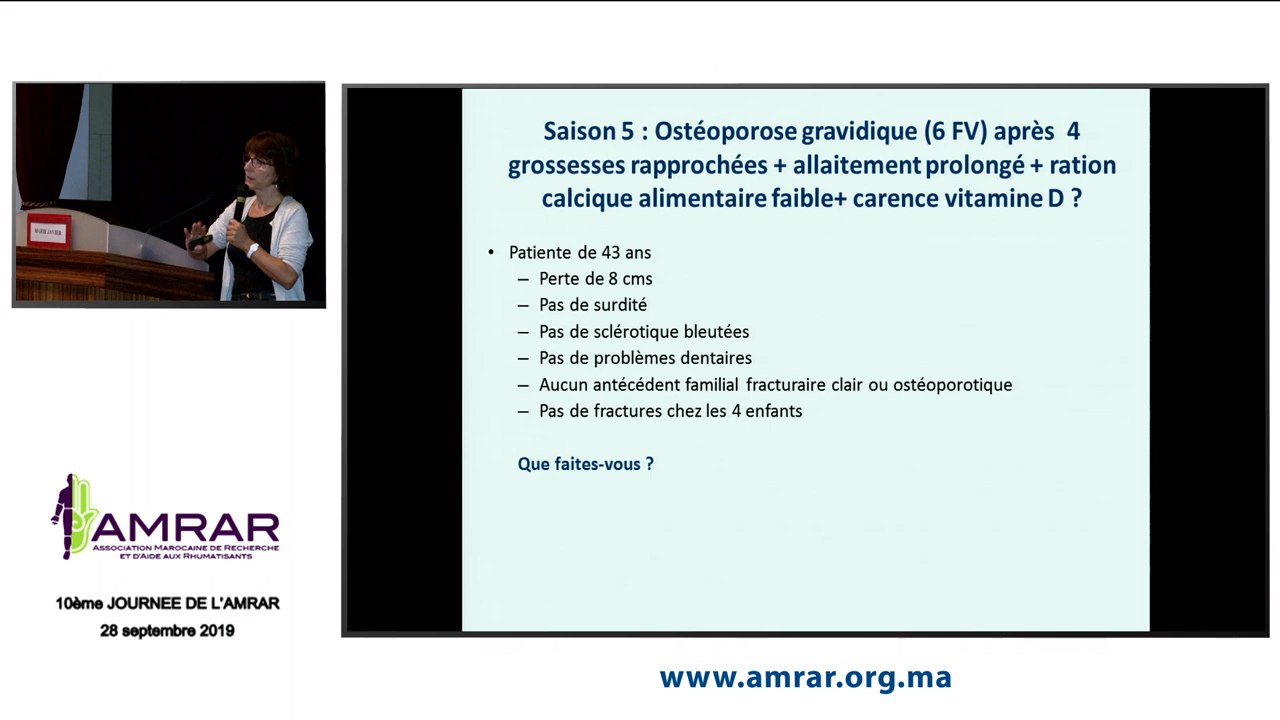 MARIE JANVIER
Saison 5 : Ostéoporose gravidique (6 FV) après 4
grossesses rapprochées + allaitement prolongé + ration
calcique alimentaire faible+ carence vitamine D ?
• Patiente de 43 ans
– Perte de 8 cms
– Pas de surdité
– Pas de sclérotique bleutées
– Pas de problèmes dentaires
– Aucun antécédent familial fracturaire clair ou ostéoporotique
– Pas de fractures chez les 4 enfants
Que faites-vous ?
AMRAR
ASSOCIATION MAROCAINE DE RECHERCHE
ET D'AIDE AUX RHUMATISANTS
10ème JOURNEE DE L'AMRAR
28 septembre 2019
www.amrar.org.ma